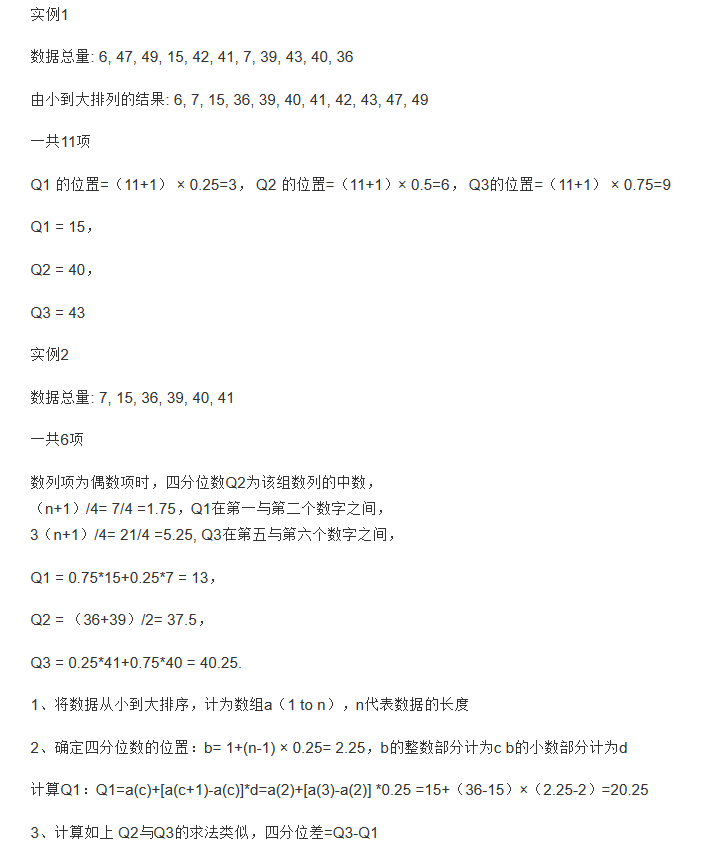 实例1
数据总量: 6, 47, 49, 15, 42, 41, 7, 39, 43, 40, 36
由小到大排列的结果: 6, 7, 15, 36, 39, 40, 41, 42, 43, 47, 49
一共11项
Q1 的位置=（11+1） × 0.25=3， Q2 的位置=（11+1）× 0.5=6， Q3的位置=（11+1） × 0.75=9
Q1 = 15，
Q2 = 40，
Q3 = 43
实例2
数据总量: 7, 15, 36, 39, 40, 41
一共6项
数列项为偶数项时，四分位数Q2为该组数列的中数，
（n+1）/4= 7/4 =1.75，Q1在第一与第二个数字之间，
3（n+1）/4= 21/4 =5.25, Q3在第五与第六个数字之间，
Q1 = 0.75*15+0.25*7 = 13，
Q2 = （36+39）/2= 37.5，
Q3 = 0.25*41+0.75*40 = 40.25.
1、将数据从小到大排序，计为数组a（1 to n），n代表数据的长度
2、确定四分位数的位置：b= 1+(n-1) × 0.25= 2.25，b的整数部分计为c b的小数部分计为d
计算Q1：Q1=a(c)+[a(c+1)-a(c)]*d=a(2)+[a(3)-a(2)] *0.25 =15+（36-15）×（2.25-2）=20.25
3、计算如上 Q2与Q3的求法类似，四分位差=Q3-Q1